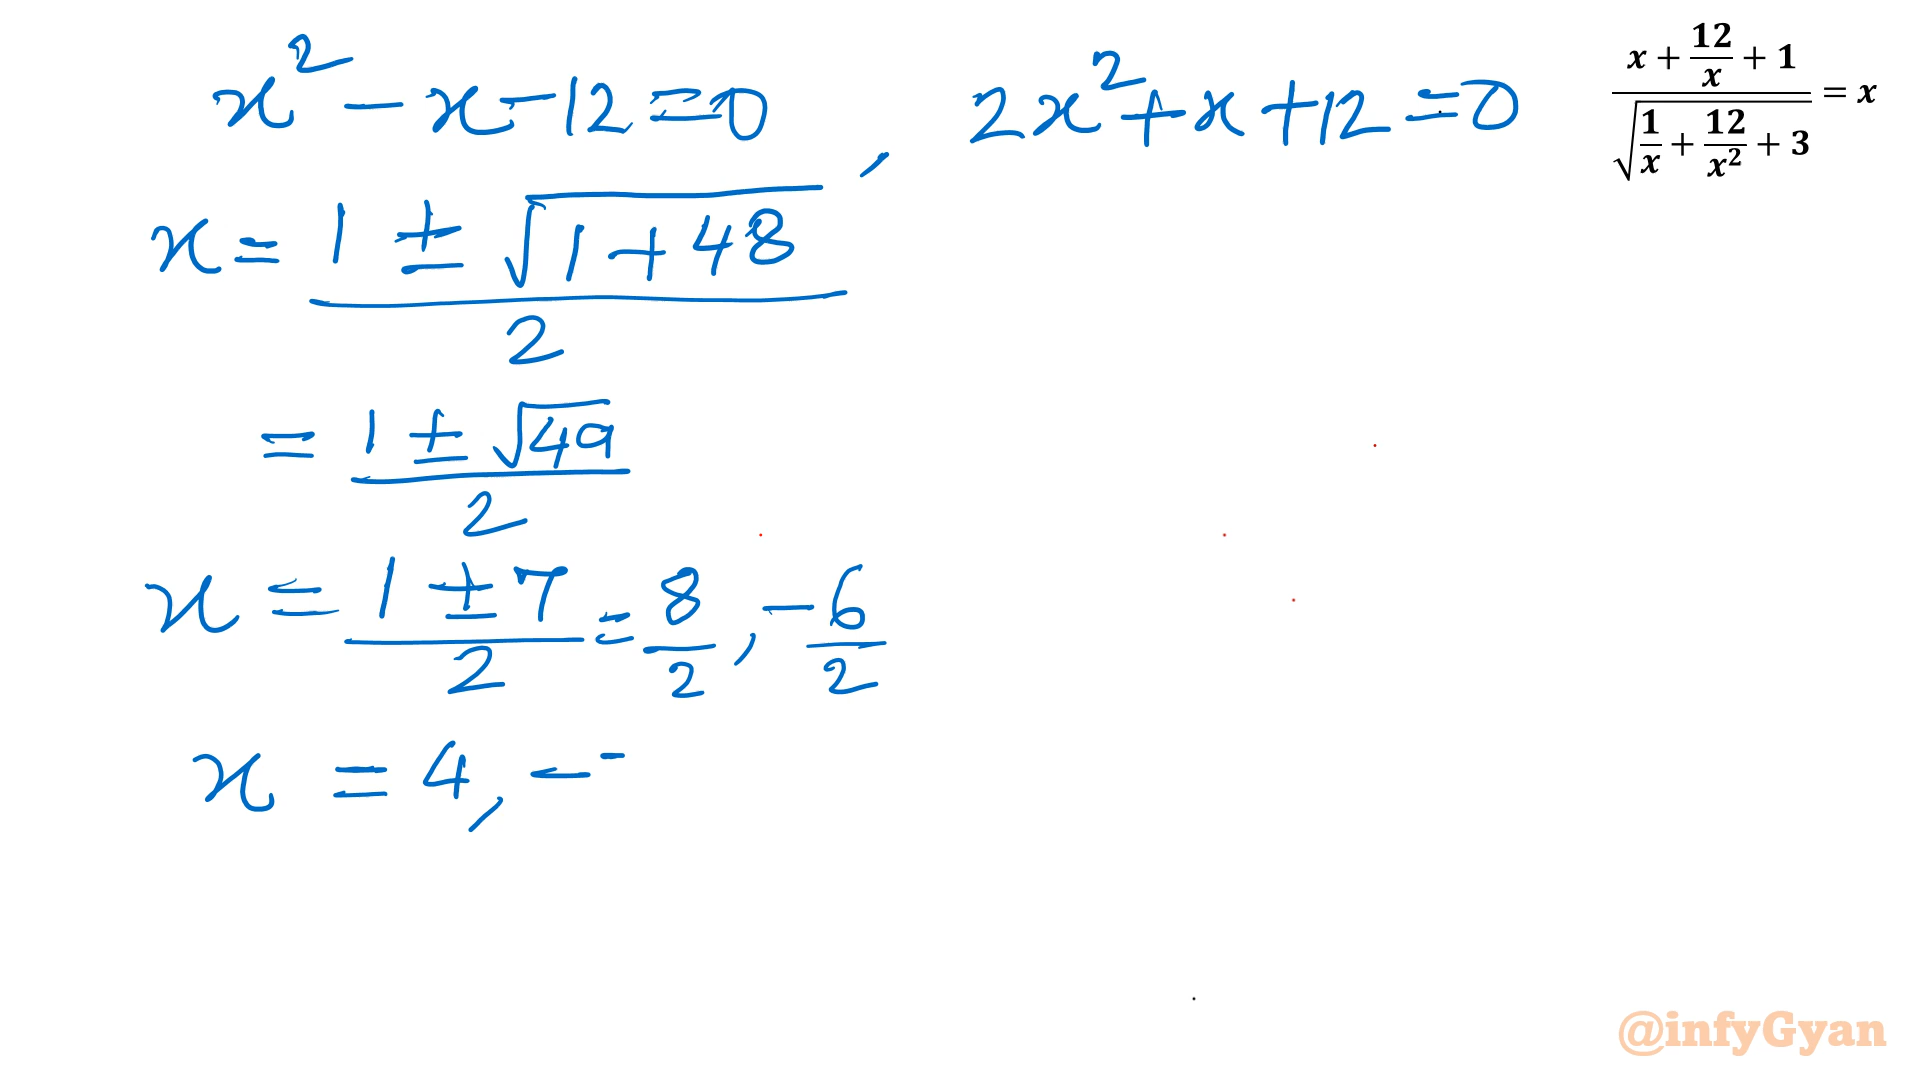 x² - x - 12 = 0 , 2x² + x + 12 = 0
x = (1 ± √(1 + 48))/2
= (1 ± √49)/2
x = (1 ± 7)/2 = 8/2 , -6/2
x = 4, -
(x + 12/x + 1)/√(1/x + 12/x² + 3) = x
@infyGyan